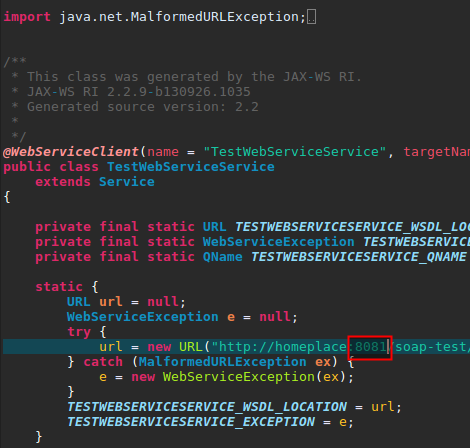 import java.net.MalformedURLException;
/**
 * This class was generated by the JAX-WS RI.
 * JAX-WS RI 2.2.9-b130926.1035
 * Generated source version: 2.2
 *
 */
@WebServiceClient(name = "TestWebServiceService", targetNam
public class TestWebServiceService
    extends Service
{
    private final static URL TESTWEBSERVICESERVICE_WSDL_LOC
    private final static WebServiceException TESTWEBSERVICE
    private final static QName TESTWEBSERVICESERVICE_QNAME
    static {
        URL url = null;
        WebServiceException e = null;
        try {
            url = new URL("http://homeplace:8081/soap-test/
        } catch (MalformedURLException ex) {
            e = new WebServiceException(ex);
        }
        TESTWEBSERVICESERVICE_WSDL_LOCATION = url;
        TESTWEBSERVICESERVICE_EXCEPTION = e;
    }